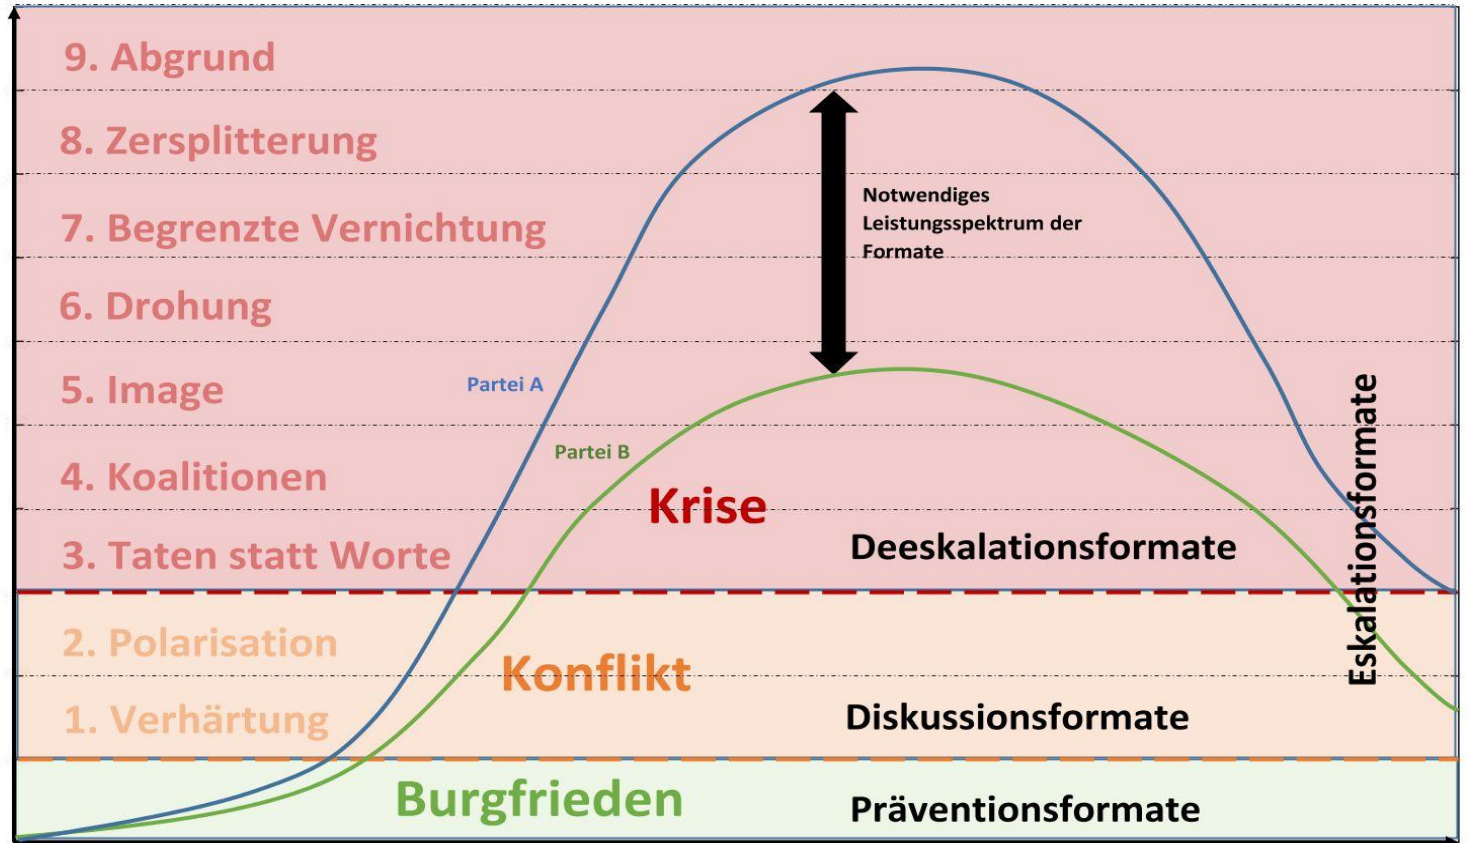 9. Abgrund
8. Zersplitterung
7. Begrenzte Vernichtung
6. Drohung
5. Image
4. Koalitionen
3. Taten statt Worte
2. Polarisation
1. Verhärtung
Partei A
Partei B
Notwendiges
Leistungsspektrum der
Formate
Krise
Deeskalationsformate
Konflikt
Diskussionsformate
Burgfrieden
Präventionsformate
Eskalationsformate